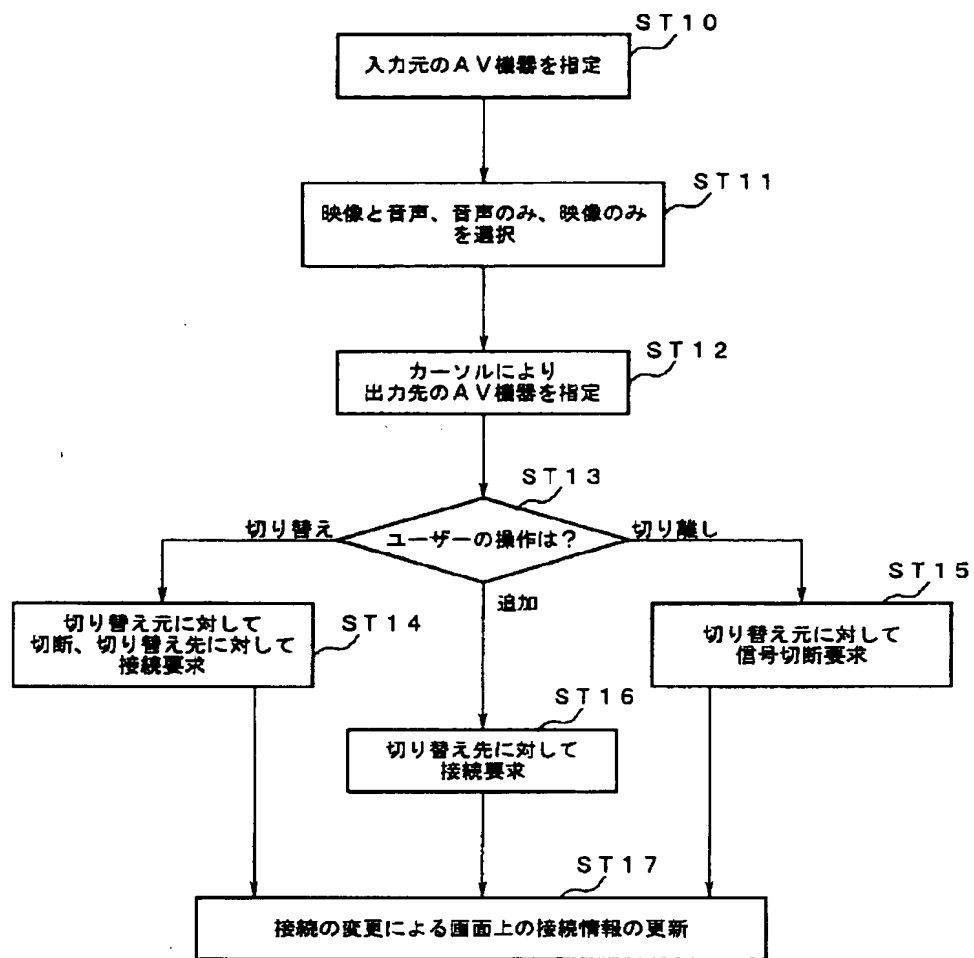 ＳＴ１０
入力元のＡＶ機器を指定
ＳＴ１１
映像と音声、音声のみ、映像のみ
を選択
ＳＴ１２
カーソルにより
出力先のＡＶ機器を指定
ＳＴ１３
切り替え
ユーザーの操作は？
切り離し
追加
ＳＴ１４
切り替え元に対して
切断、切り替え先に対して
接続要求
ＳＴ１５
切り替え元に対して
信号切断要求
ＳＴ１６
切り替え先に対して
接続要求
ＳＴ１７
接続の変更による画面上の接続情報の更新